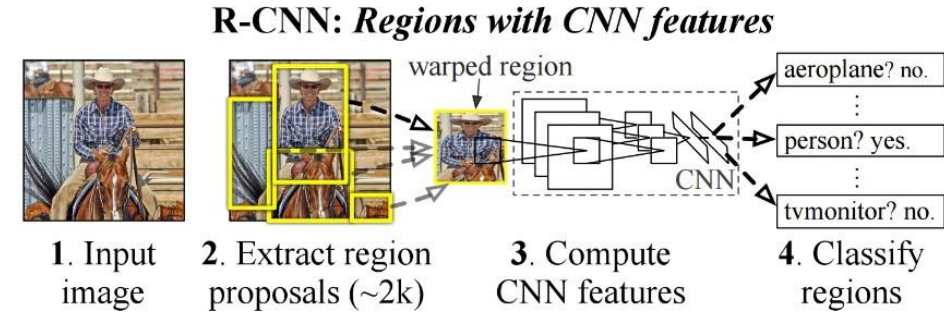 R-CNN: Regions with CNN features
warped region
aeroplane? no.
person? yes.
tvmonitor? no.
CNN
1. Input
image
2. Extract region
proposals (~2k)
3. Compute
CNN features
4. Classify
regions